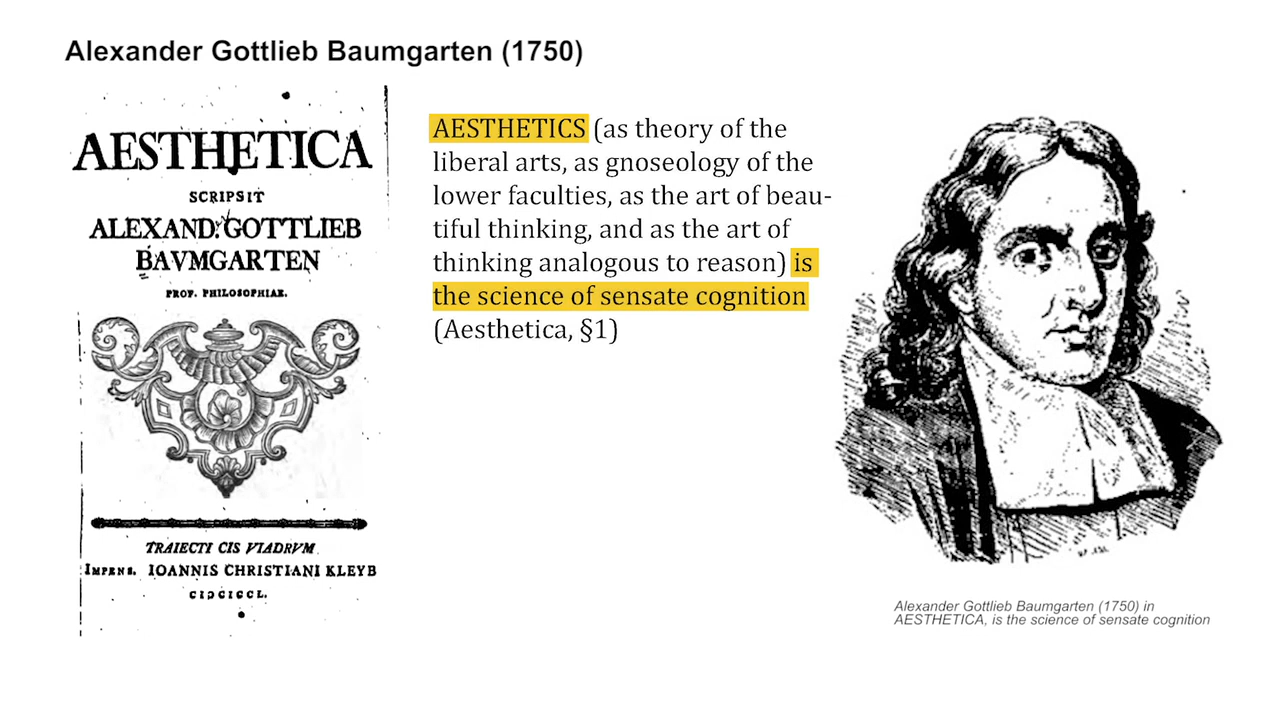 Alexander Gottlieb Baumgarten (1750)
AESTHETICA
SCRIPSIT
ALEXAND. GOTTLIEB
BAVMGARTEN
PROF. PHILOSOPHIAE.
TRAIECTI CIS VIADRVM
IMPENS. IOANNIS CHRISTIANI KLEYB
CIↃIↃCCL.
AESTHETICS (as theory of the
liberal arts, as gnoseology of the
lower faculties, as the art of beau-
tiful thinking, and as the art of
thinking analogous to reason) is
the science of sensate cognition
(Aesthetica, §1)
Alexander Gottlieb Baumgarten (1750) in
AESTHETICA, is the science of sensate cognition